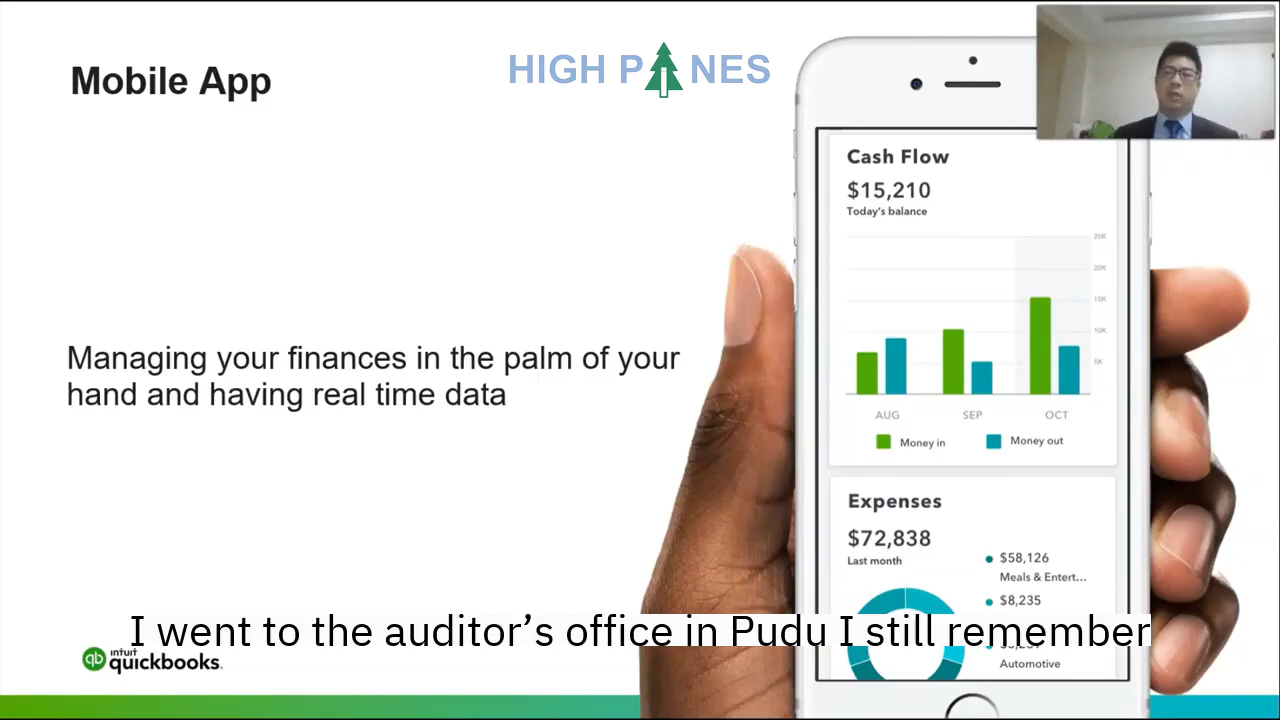 Mobile App
HIGH PINES
Managing your finances in the palm of your
hand and having real time data
Cash Flow
$15,210
Today's balance
25K
20K
15K
10K
5K
AUG SEP OCT
Money in Money out
Expenses
$72,838
Last month
$58,126
Meals & Entert...
$8,235
Automotive
I went to the auditor's office in Pudu I still remember
qb intuit
quickbooks.